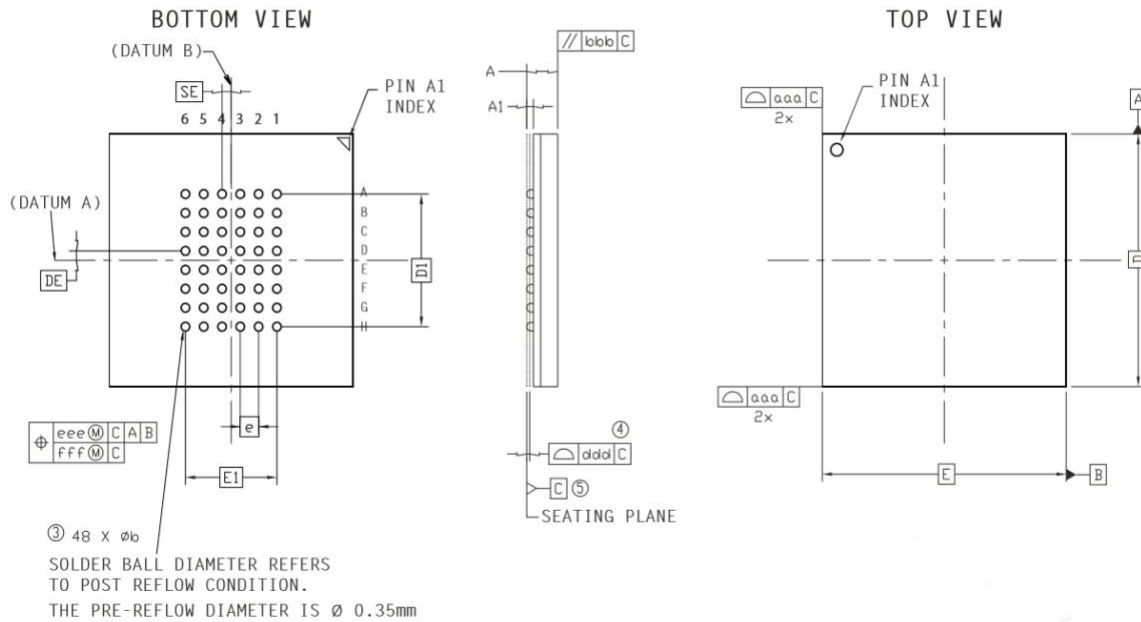 BOTTOM VIEW
TOP VIEW
(DATUM B)
// bbb C
A
SE
PIN A1
INDEX
A1
6 5 4 3 2 1
aaa C
2x
PIN A1
INDEX
A
(DATUM A)
A
B
C
D
E
F
G
H
DE
D1
D
aaa C
2x
eee Ⓜ C A B
fff Ⓜ C
e
E1
④
ddd C
C ⑤
SEATING PLANE
E
B
③ 48 X Øb
SOLDER BALL DIAMETER REFERS
TO POST REFLOW CONDITION.
THE PRE-REFLOW DIAMETER IS Ø 0.35mm